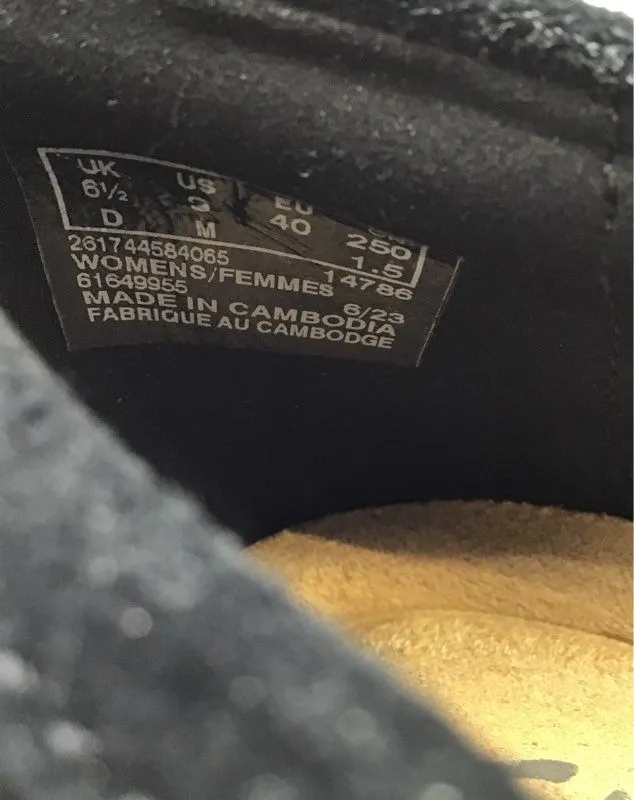 UK US EU
6½ 40 250
D M 1.5
261744584065 14786
WOMENS/FEMMES
61649955 6/23
MADE IN CAMBODIA
FABRIQUE AU CAMBODGE